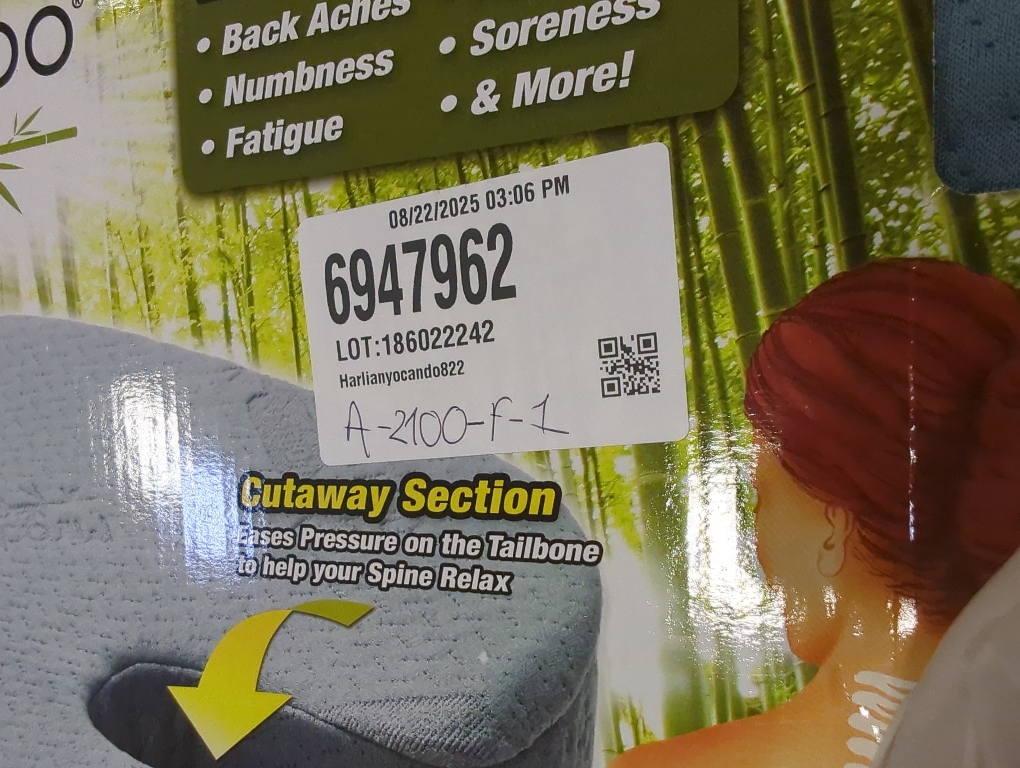 • Back Aches
• Numbness
• Fatigue
• Soreness
• & More!
08/22/2025 03:06 PM
6947962
LOT:186022242
Harlianyocando822
A-2100-F-1
Cutaway Section
Eases Pressure on the Tailbone
to help your Spine Relax